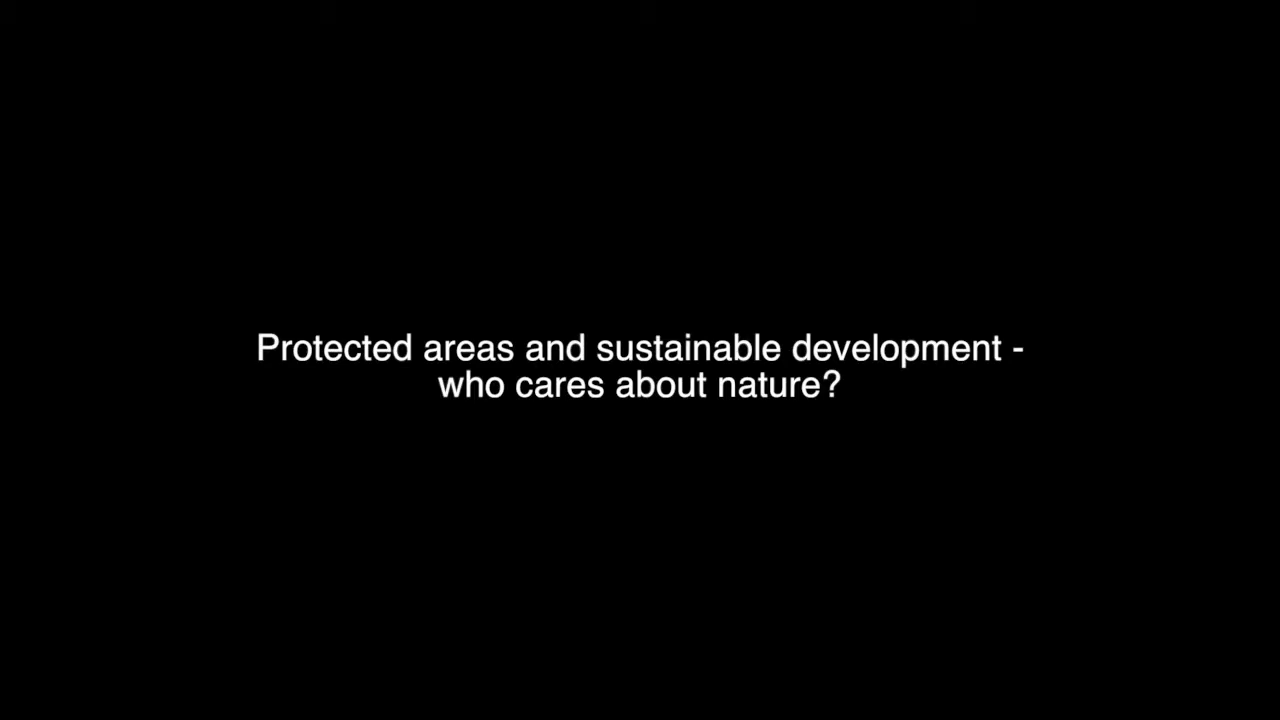 Protected areas and sustainable development -
who cares about nature?